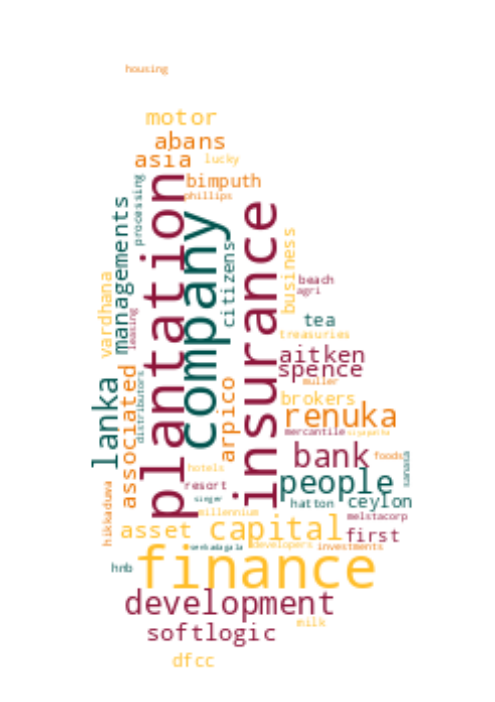 housing
motor
abans
asia
lucky
bimputh
phillips
processing
plantation
managements
company
insurance
citizens
business
beach
agri
vardhana
leasing
tea
treasuries
aitken
spence
muller
associated
distributors
lanka
arpico
brokers
renuka
mercantile
bank
foods
hotels
people
sanasa
resort
singer
hatton
ceylon
millennium
melstacorp
hikkaduwa
asset
capital
first
senkadagala
developers
investments
hnb
finance
development
milk
softlogic
dfcc